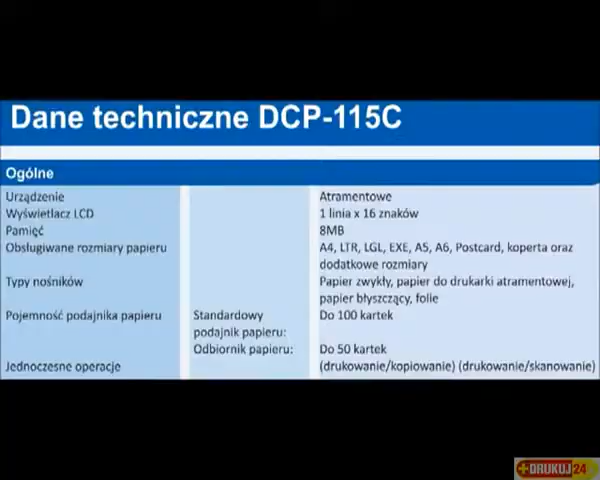 Dane techniczne DCP-115C
Ogólne
Urządzenie Atramentowe
Wyświetlacz LCD 1 linia x 16 znaków
Pamięć 8MB
Obsługiwane rozmiary papieru A4, LTR, LGL, EXE, A5, A6, Postcard, koperta oraz
dodatkowe rozmiary
Typy nośników Papier zwykły, papier do drukarki atramentowej,
papier błyszczący, folie
Pojemność podajnika papieru Standardowy Do 100 kartek
podajnik papieru:
Odbiornik papieru: Do 50 kartek
Jednoczesne operacje (drukowanie/kopiowanie) (drukowanie/skanowanie)
+DRUKUJ24